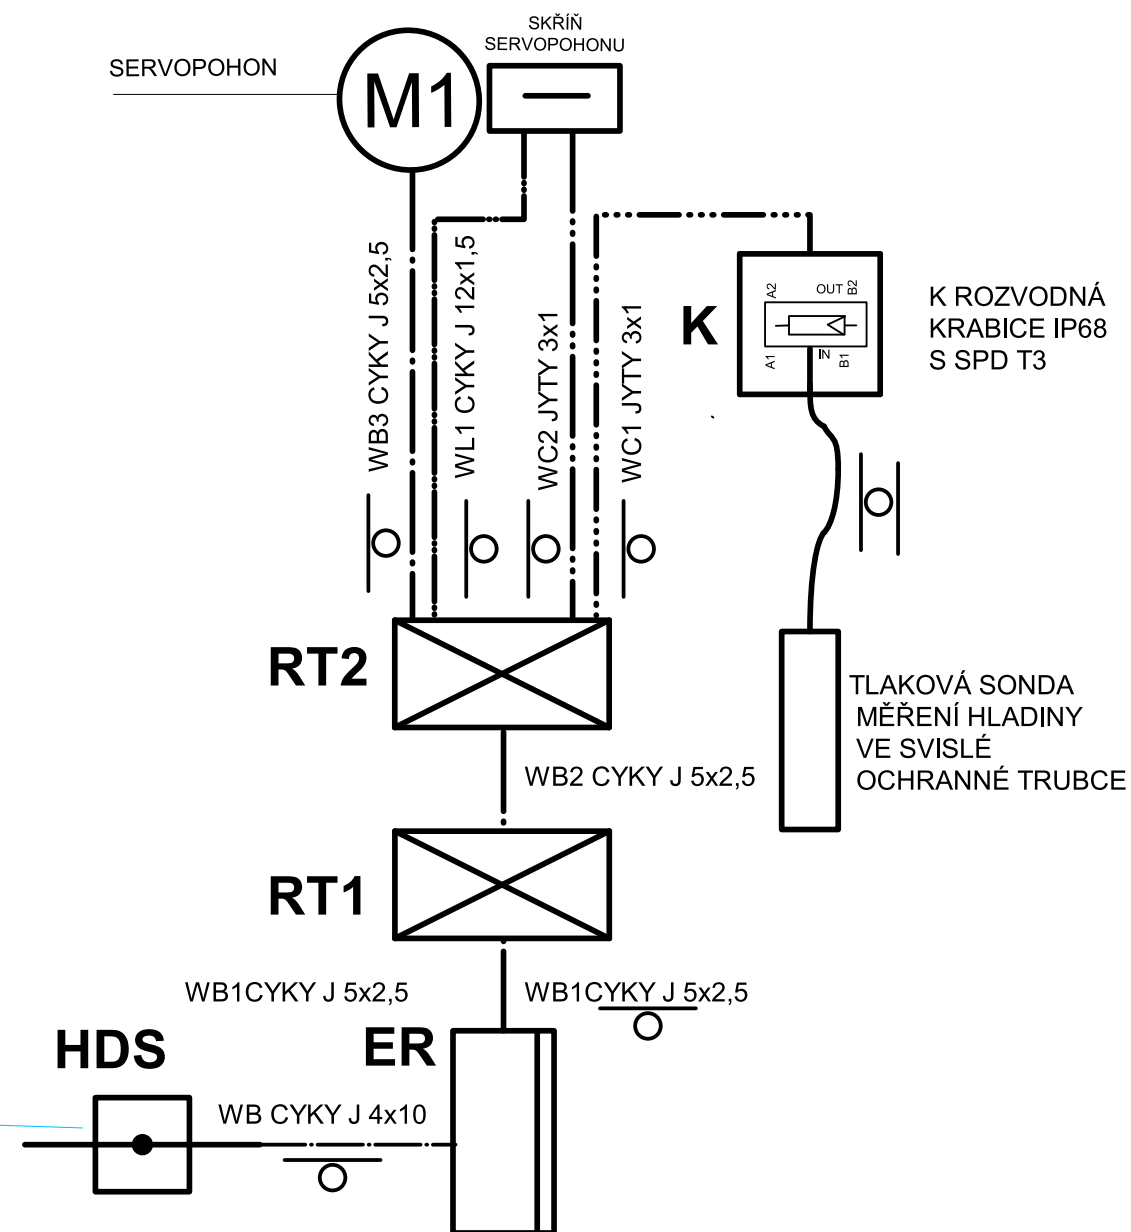 SKŘÍŇ
SERVOPOHONU
SERVOPOHON
M1
WB3 CYKY J 5x2,5
WL1 CYKY J 12x1,5
WC2 JYTY 3x1
WC1 JYTY 3x1
K
A2
OUT
B2
A1
IN
B1
K ROZVODNÁ
KRABICE IP68
S SPD T3
RT2
TLAKOVÁ SONDA
MĚŘENÍ HLADINY
VE SVISLÉ
OCHRANNÉ TRUBCE
WB2 CYKY J 5x2,5
RT1
WB1CYKY J 5x2,5
WB1CYKY J 5x2,5
HDS
ER
WB CYKY J 4x10